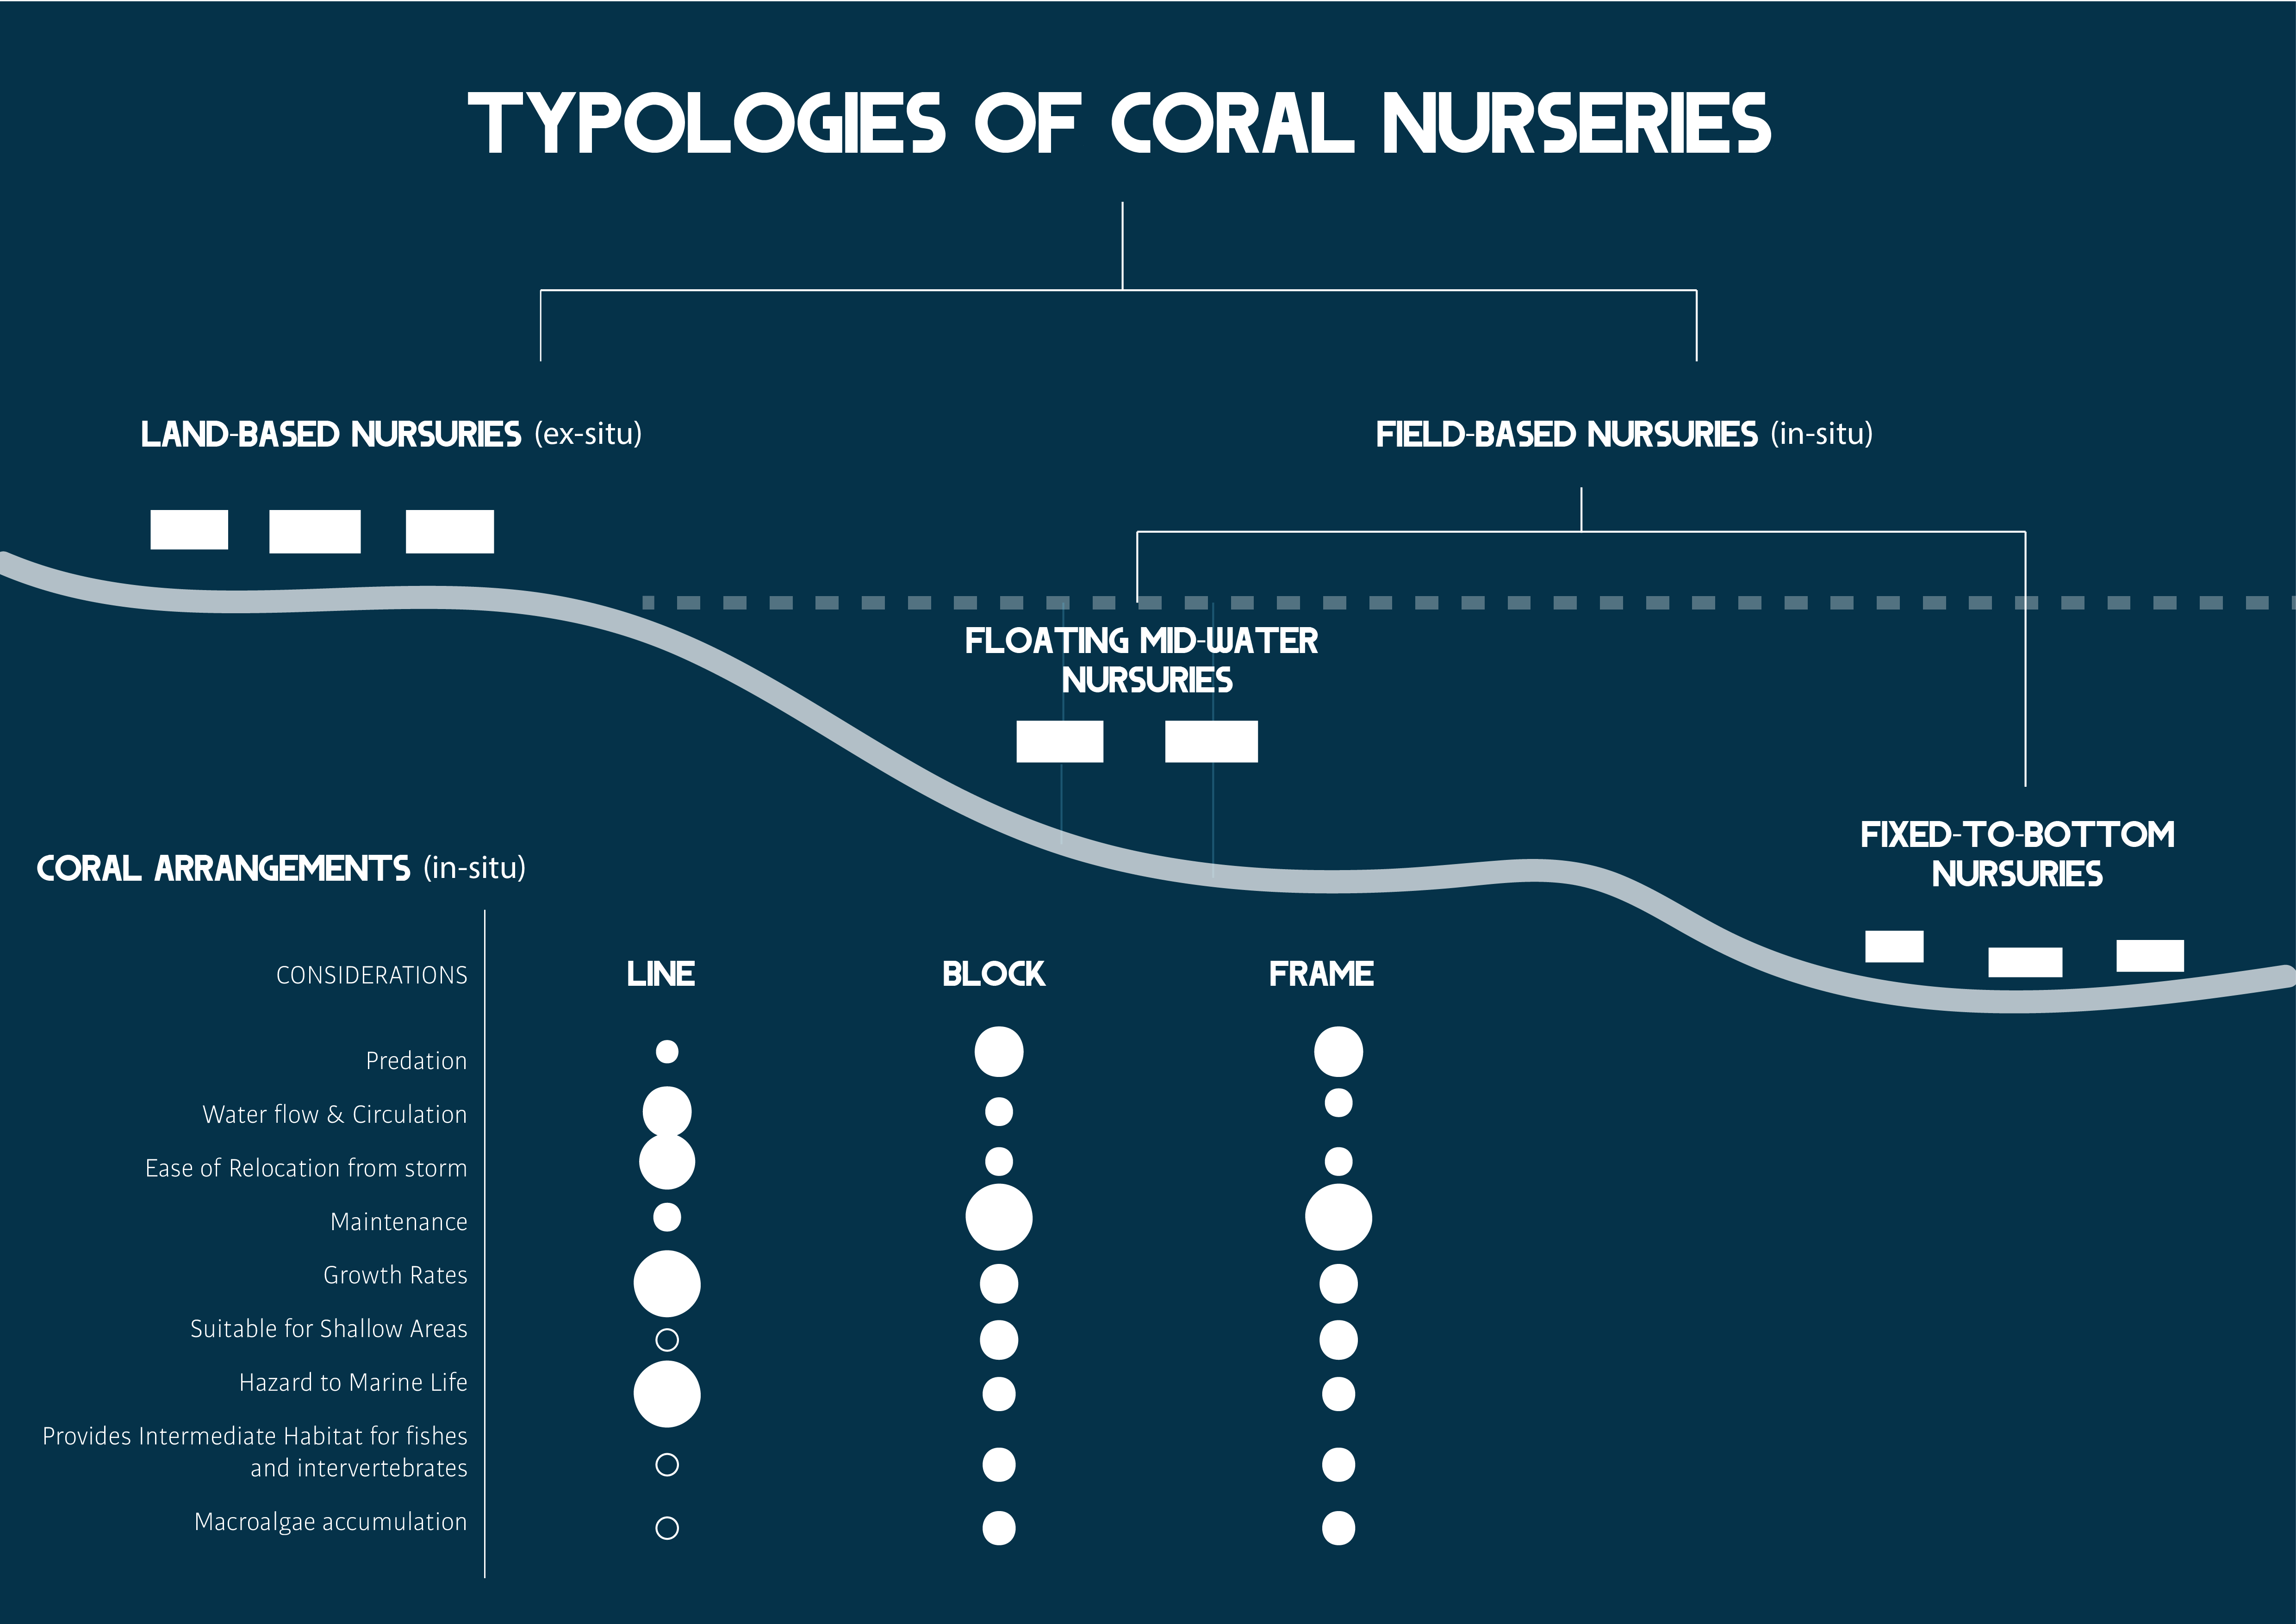 TYPOLOGIES OF CORAL NURSERIES
LAND-BASED NURSURIES (ex-situ)
FIELD-BASED NURSURIES (in-situ)
FLOATING MID-WATER
NURSURIES
FIXED-TO-BOTTOM
NURSURIES
CORAL ARRANGEMENTS (in-situ)
CONSIDERATIONS LINE BLOCK FRAME
Predation
Water flow & Circulation
Ease of Relocation from storm
Maintenance
Growth Rates
Suitable for Shallow Areas
Hazard to Marine Life
Provides Intermediate Habitat for fishes
and intervertebrates
Macroalgae accumulation